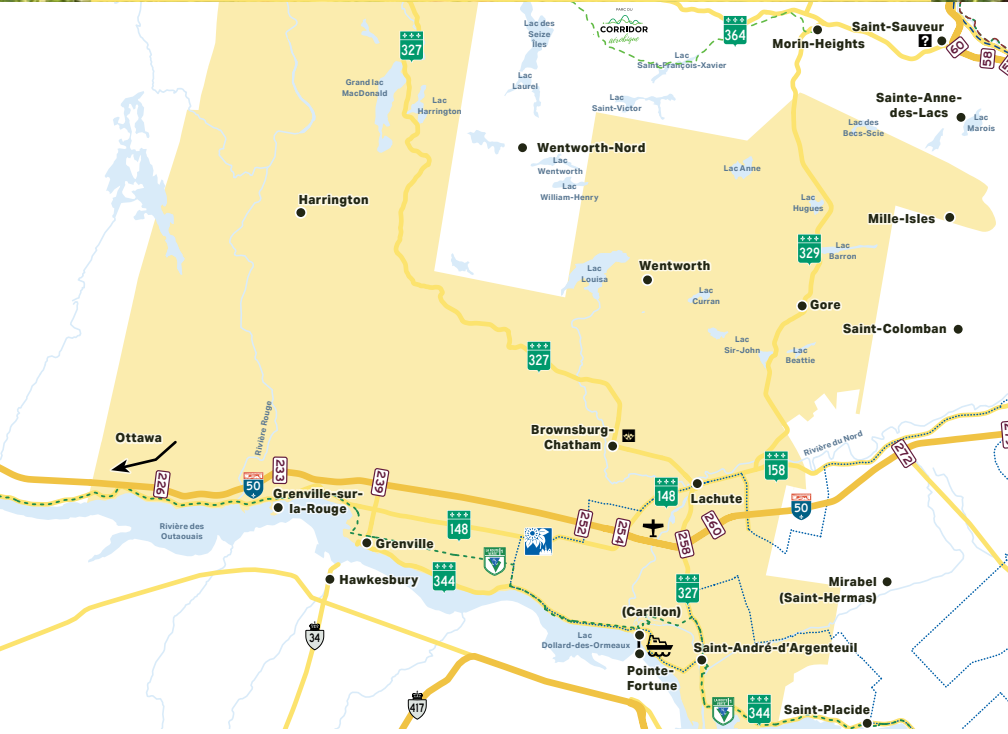 PARC DU
CORRIDOR
aérobique
364
Saint-Sauveur
?
Morin-Heights
60
58
327
Lac des
Seize
Îles
Lac
Saint-François-Xavier
Grand lac
MacDonald
Lac
Laurel
Lac
Harrington
Lac
Saint-Victor
Sainte-Anne-
des-Lacs
Lac
Marois
Lac des
Becs-Scie
Wentworth-Nord
Lac
Wentworth
Lac
William-Henry
Lac Anne
Harrington
Lac
Hugues
Mille-Isles
329
Lac
Barron
Wentworth
Lac
Louisa
Lac
Curran
Gore
Saint-Colomban
Lac
Sir-John
Lac
Beattie
327
Rivière Rouge
Brownsburg-
Chatham
Ottawa
Rivière du Nord
272
158
226
50
233
239
Grenville-sur-
la-Rouge
148
Lachute
50
Rivière des
Outaouais
148
252
254
258
260
Grenville
344
Hawkesbury
327
Mirabel
(Saint-Hermas)
(Carillon)
34
Lac
Dollard-des-Ormeaux
Saint-André-d'Argenteuil
Pointe-
Fortune
417
344
Saint-Placide